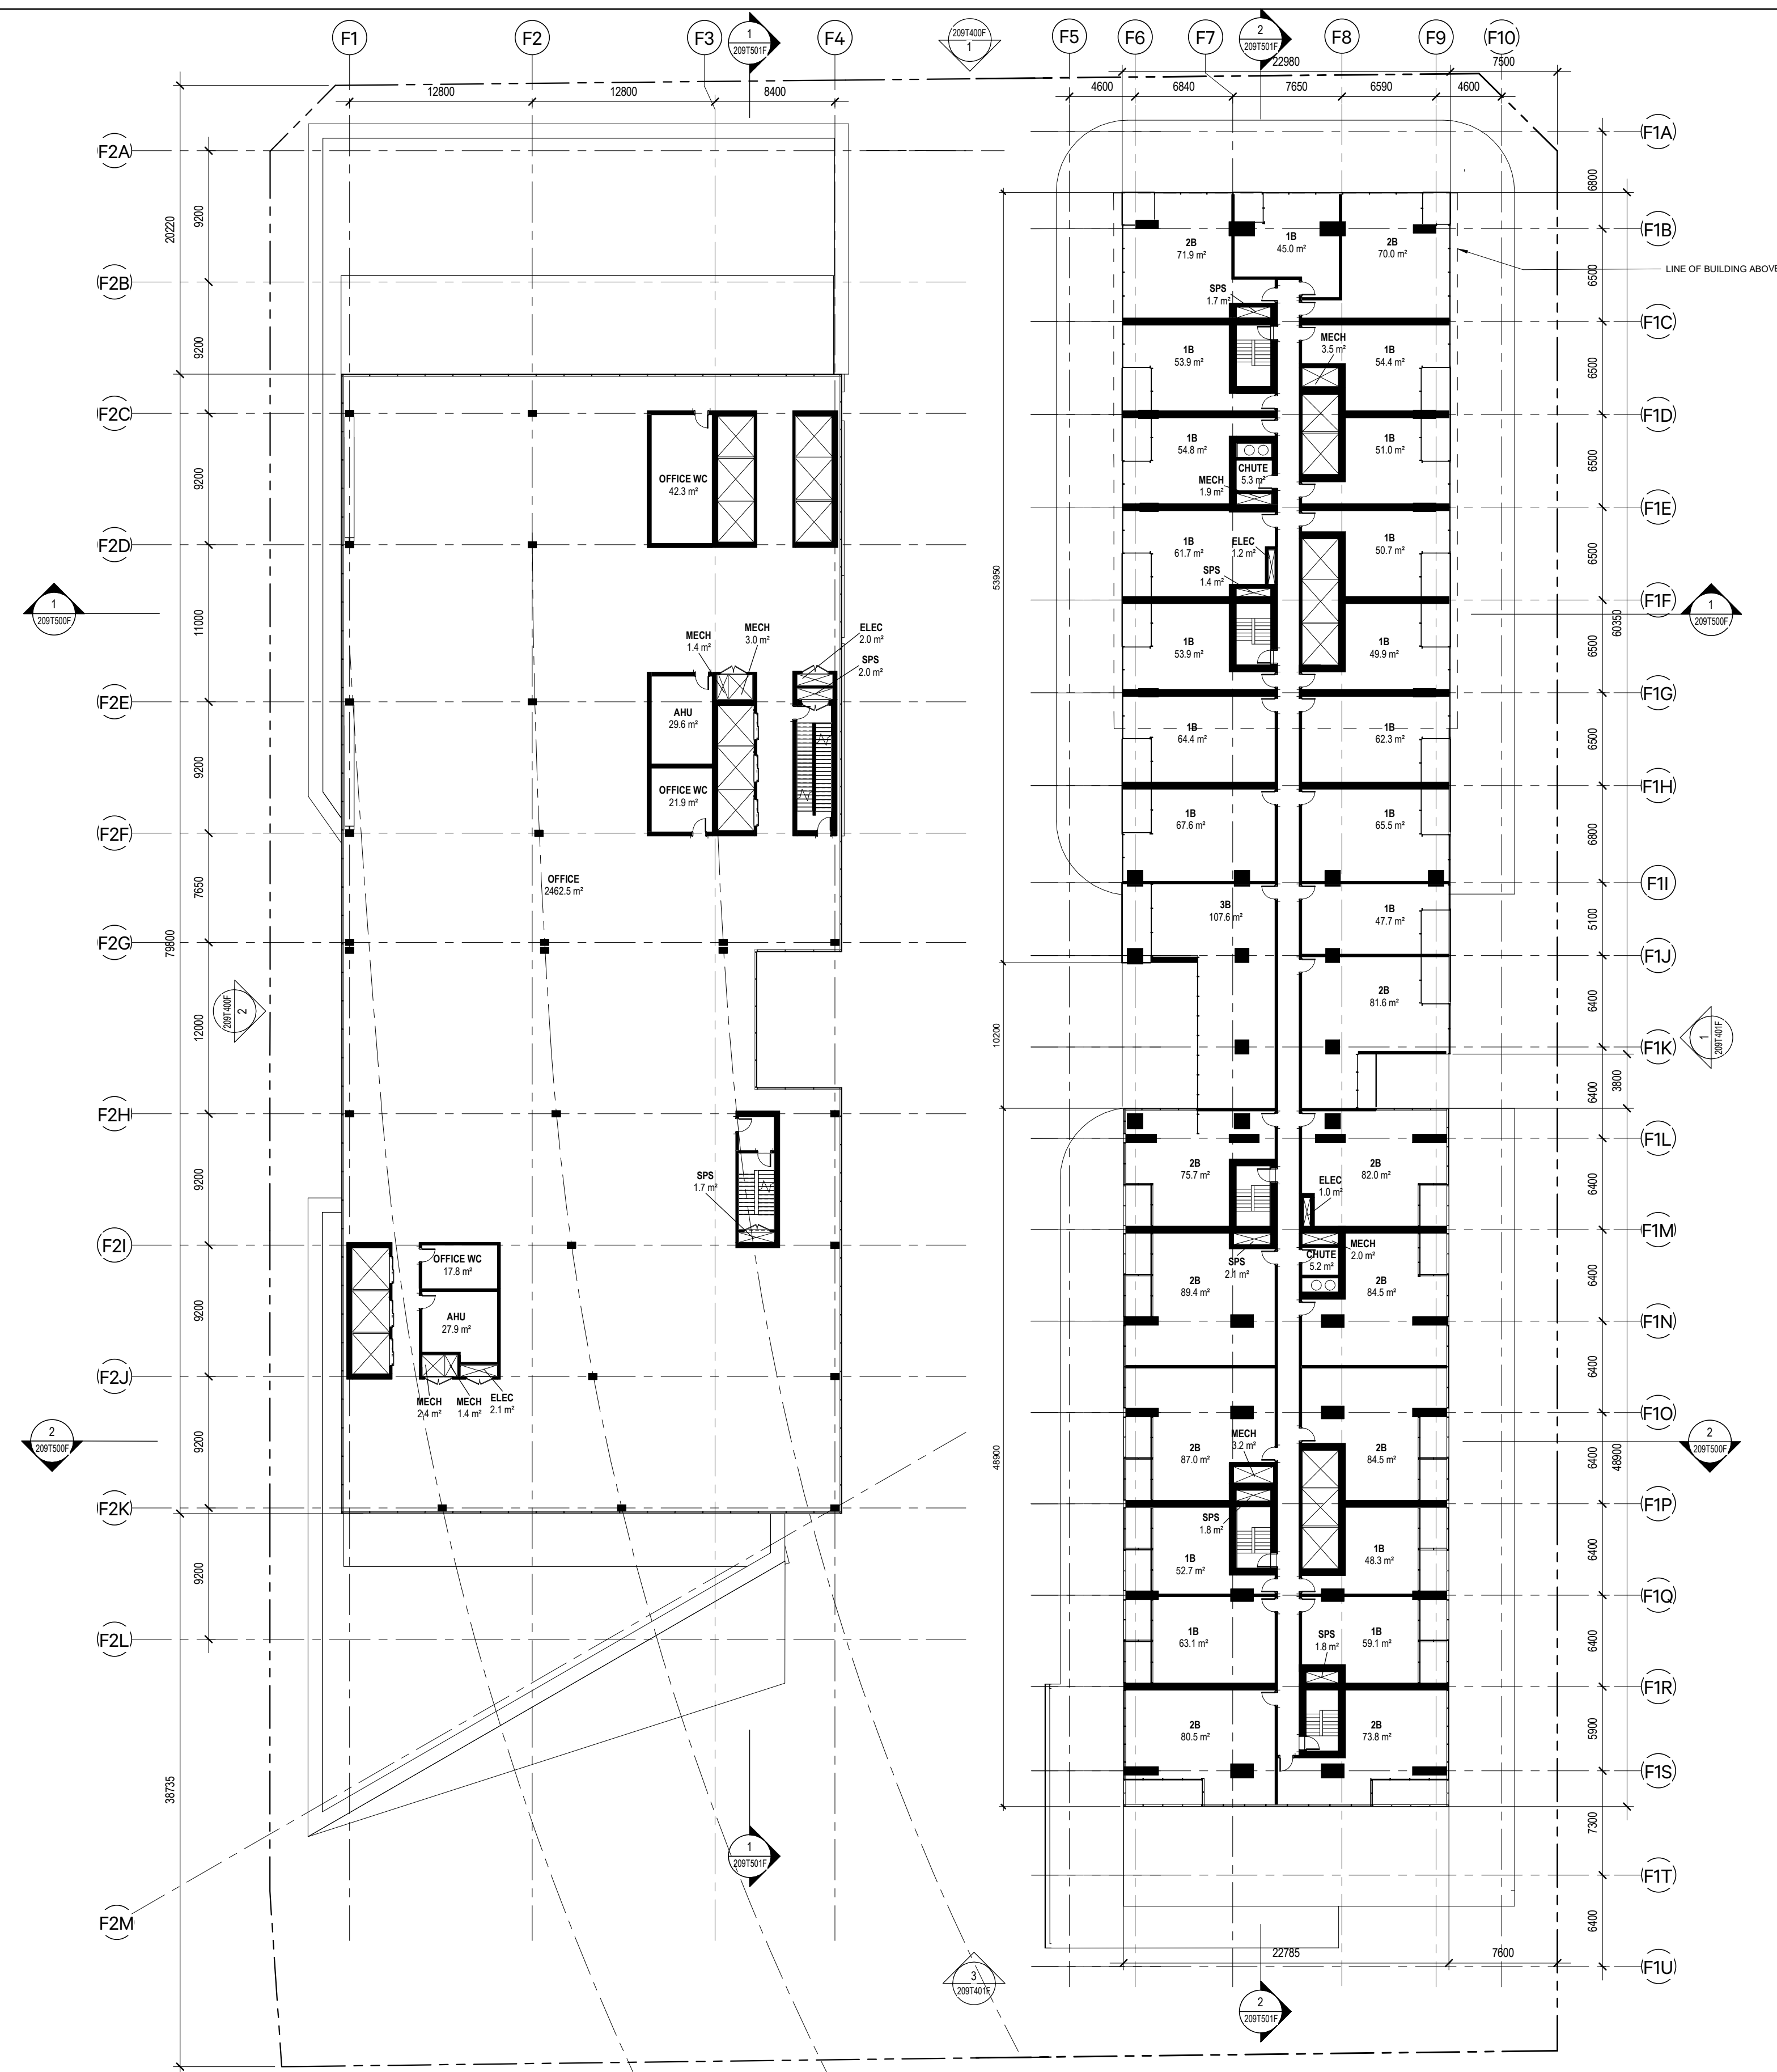 F1
F2
F3
1
209T501F
F4
209T400F
1
F5
F6
F7
2
209T501F
F8
F9
F10
22980
7500
12800
12800
8400
4600
6840
7650
6590
4600
F2A
F2B
F2C
F2D
F2E
F2F
F2G
F2H
F2I
F2J
F2K
F2L
F2M
20220
79800
38735
9200
9200
9200
11000
9200
7650
12000
9200
9200
9200
9200
1
209T500F
2
209T400F
2
209T500F
OFFICE WC
42.3 m²
MECH
1.4 m²
MECH
3.0 m²
ELEC
2.0 m²
SPS
2.0 m²
AHU
29.6 m²
OFFICE WC
21.9 m²
OFFICE
2462.5 m²
SPS
1.7 m²
OFFICE WC
17.8 m²
AHU
27.9 m²
MECH
2.4 m²
MECH
1.4 m²
ELEC
2.1 m²
1
209T501F
3
209T401F
53950
10200
48900
2B
71.9 m²
1B
45.0 m²
2B
70.0 m²
LINE OF BUILDING ABOVE
SPS
1.7 m²
1B
53.9 m²
MECH
3.5 m²
1B
54.4 m²
1B
54.8 m²
CHUTE
5.3 m²
MECH
1.9 m²
1B
51.0 m²
1B
61.7 m²
ELEC
1.2 m²
SPS
1.4 m²
1B
50.7 m²
1B
53.9 m²
1B
49.9 m²
1B
64.4 m²
1B
62.3 m²
1B
67.6 m²
1B
65.5 m²
3B
107.6 m²
1B
47.7 m²
2B
81.6 m²
2B
75.7 m²
2B
82.0 m²
ELEC
1.0 m²
SPS
2.1 m²
MECH
2.0 m²
CHUTE
5.2 m²
2B
89.4 m²
2B
84.5 m²
MECH
3.2 m²
2B
87.0 m²
2B
84.5 m²
SPS
1.8 m²
1B
52.7 m²
1B
48.3 m²
1B
63.1 m²
SPS
1.8 m²
1B
59.1 m²
2B
80.5 m²
2B
73.8 m²
22785
7600
2
209T501F
6800
6500
6500
6500
6500
6500
6500
6800
5100
6400
6400
6400
6400
6400
6400
6400
6400
5900
7300
6400
60350
3800
48900
F1A
F1B
F1C
F1D
F1E
F1F
F1G
F1H
F1I
F1J
F1K
F1L
F1M
F1N
F1O
F1P
F1Q
F1R
F1S
F1T
F1U
1
209T500F
1
209T401F
2
209T500F